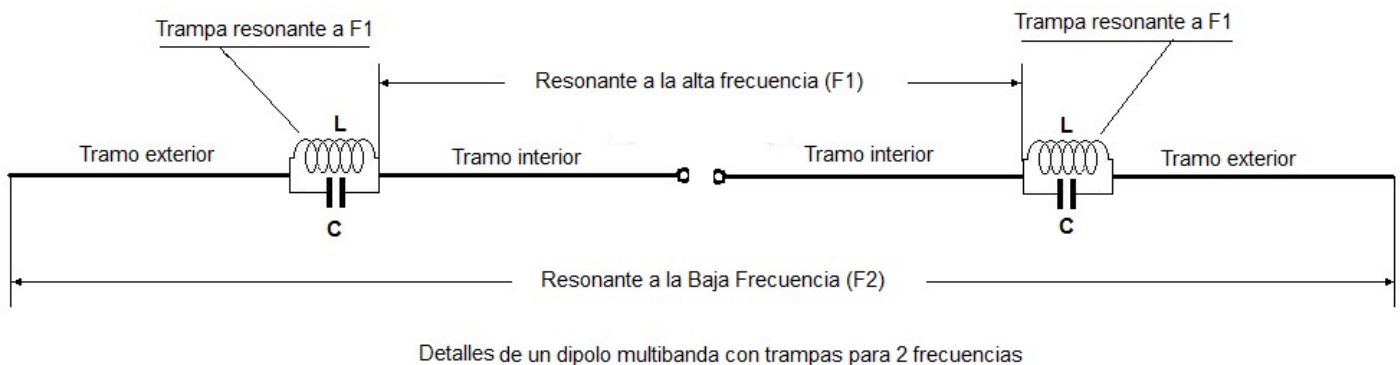 Trampa resonante a F1
Trampa resonante a F1
Resonante a la alta frecuencia (F1)
L
L
Tramo exterior
Tramo interior
Tramo interior
Tramo exterior
C
C
Resonante a la Baja Frecuencia (F2)
Detalles de un dipolo multibanda con trampas para 2 frecuencias